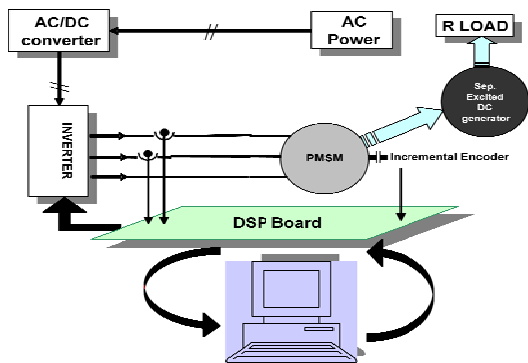 AC/DC
converter
AC
Power
R LOAD
Sep.
Excited
DC
generator
INVERTER
PMSM
Incremental Encoder
DSP Board